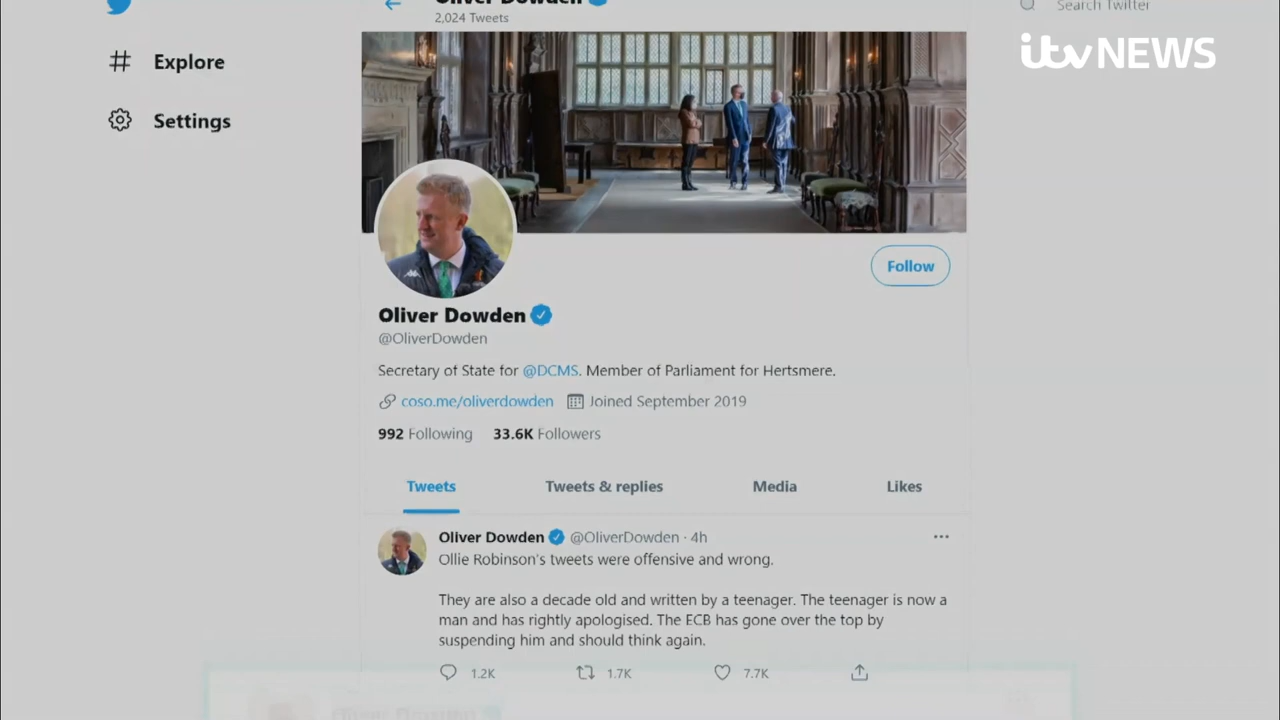 Oliver Dowden
2,024 Tweets
Search Twitter
itv NEWS
Explore
Settings
Follow
Oliver Dowden
@OliverDowden
Secretary of State for @DCMS. Member of Parliament for Hertsmere.
coso.me/oliverdowden Joined September 2019
992 Following 33.6K Followers
Tweets Tweets & replies Media Likes
Oliver Dowden @OliverDowden · 4h
Ollie Robinson's tweets were offensive and wrong.
They are also a decade old and written by a teenager. The teenager is now a
man and has rightly apologised. The ECB has gone over the top by
suspending him and should think again.
1.2K 1.7K 7.7K
Oliver Dowden